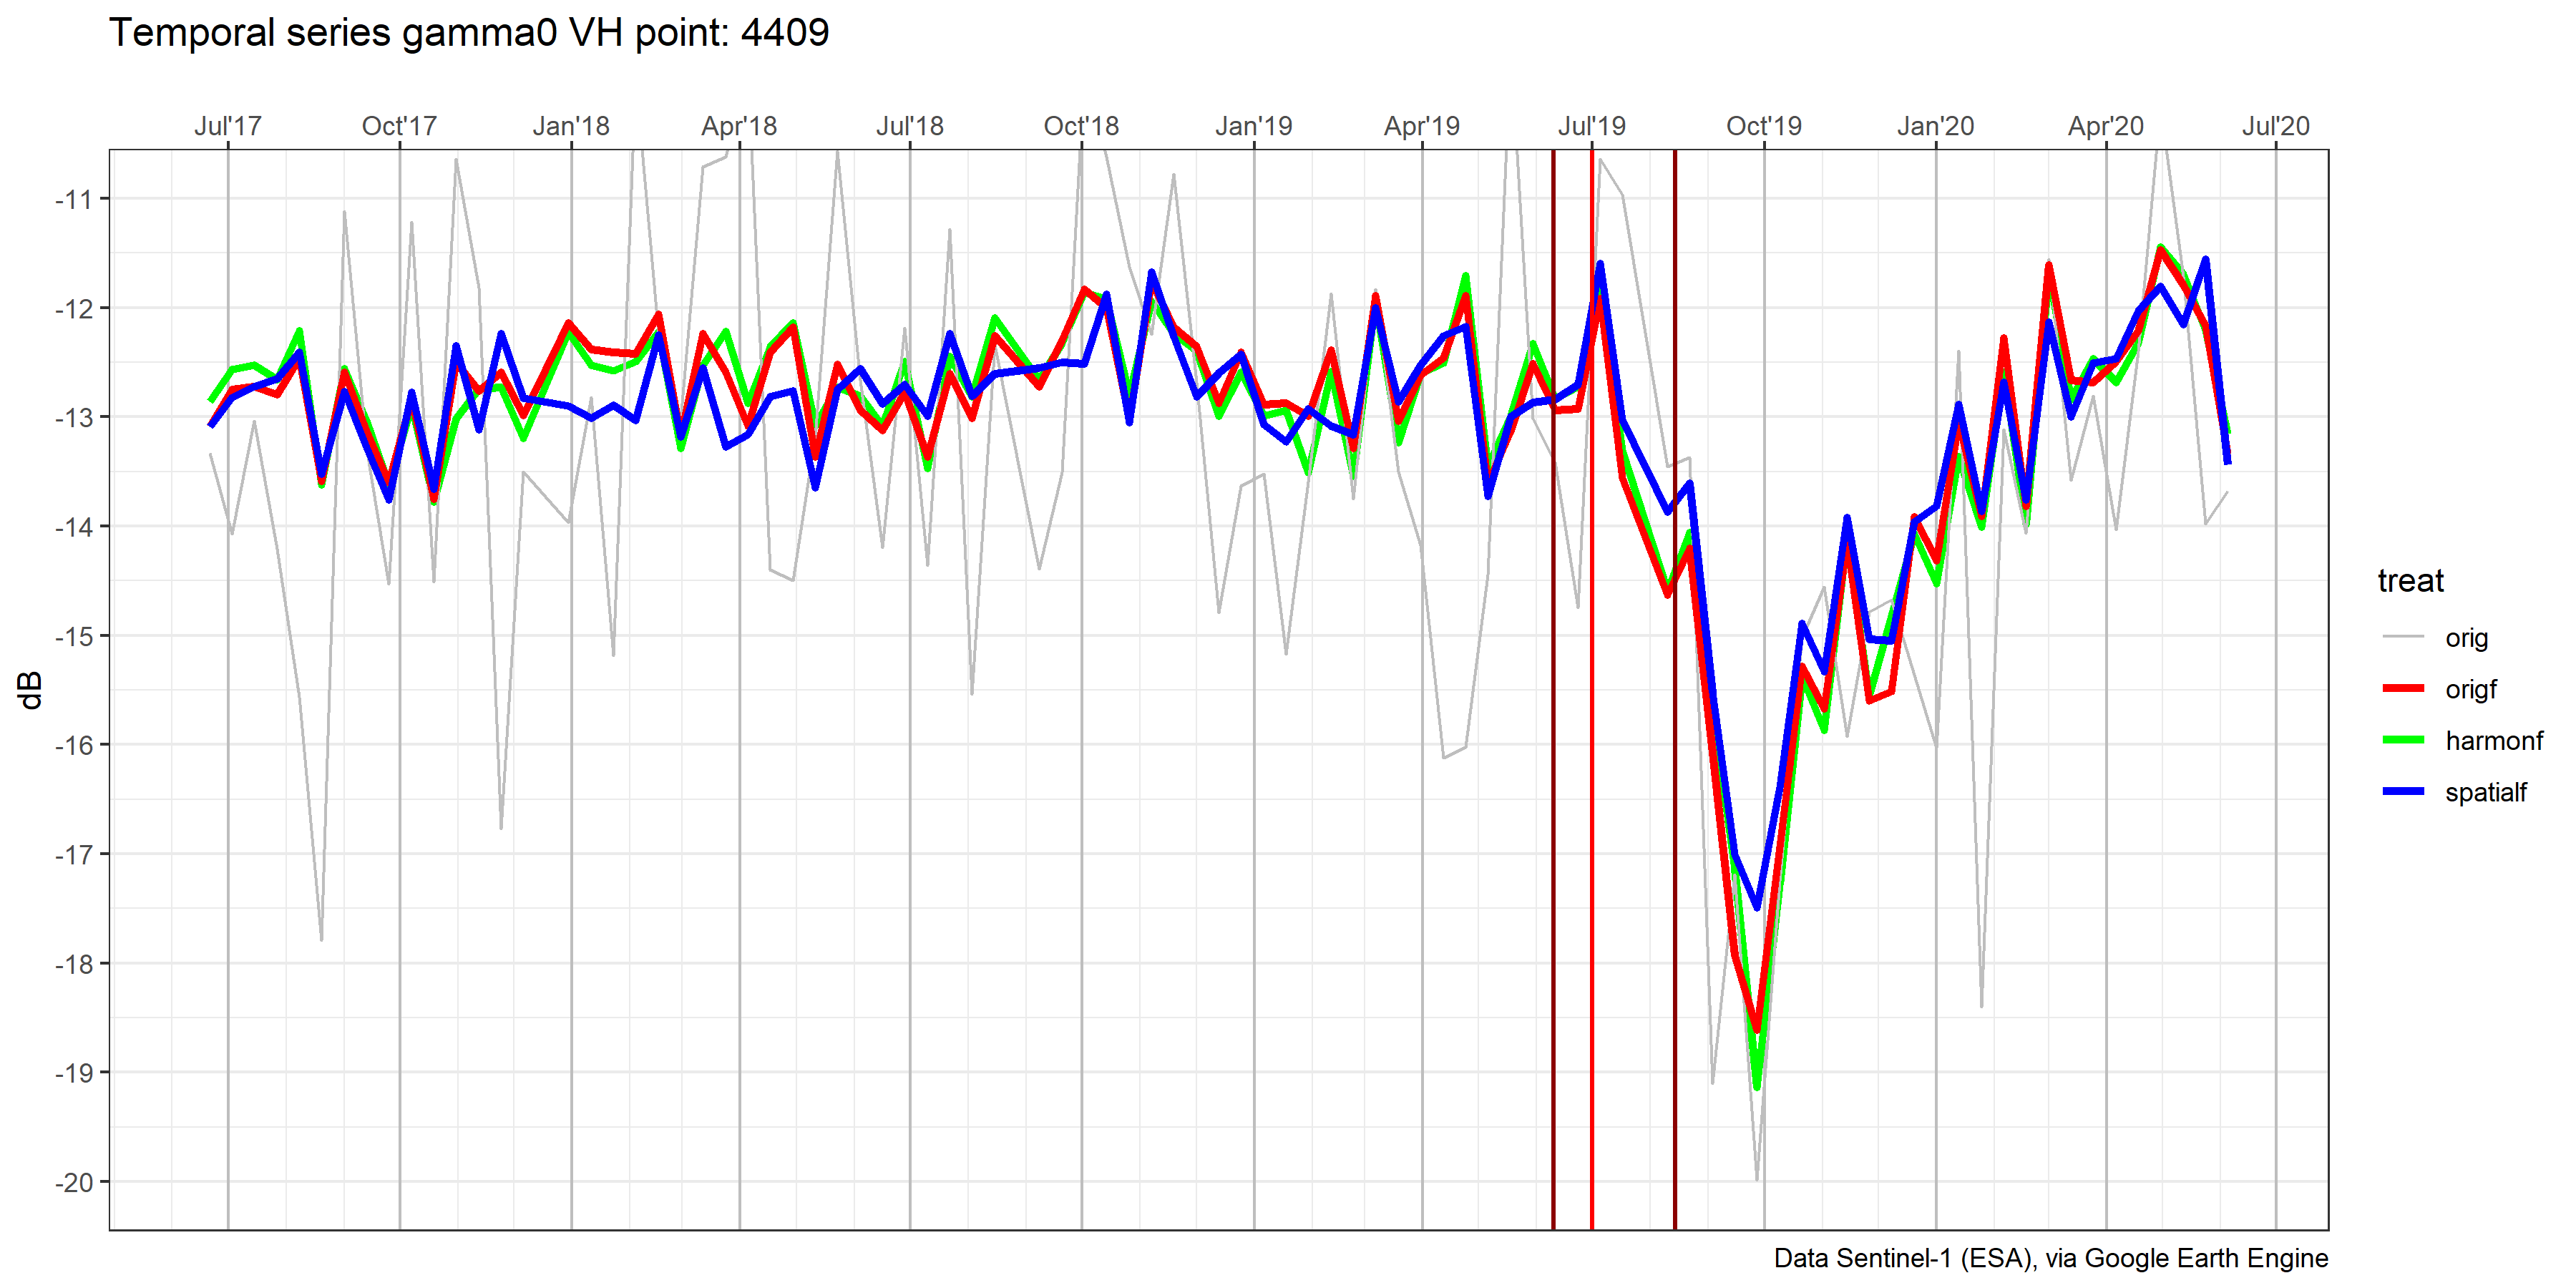 Temporal series gamma0 VH point: 4409
Jul'17 Oct'17 Jan'18 Apr'18 Jul'18 Oct'18 Jan'19 Apr'19 Jul'19 Oct'19 Jan'20 Apr'20 Jul'20
-11
-12
-13
-14
-15
-16
-17
-18
-19
-20
dB
treat
orig
origf
harmonf
spatialf
Data Sentinel-1 (ESA), via Google Earth Engine